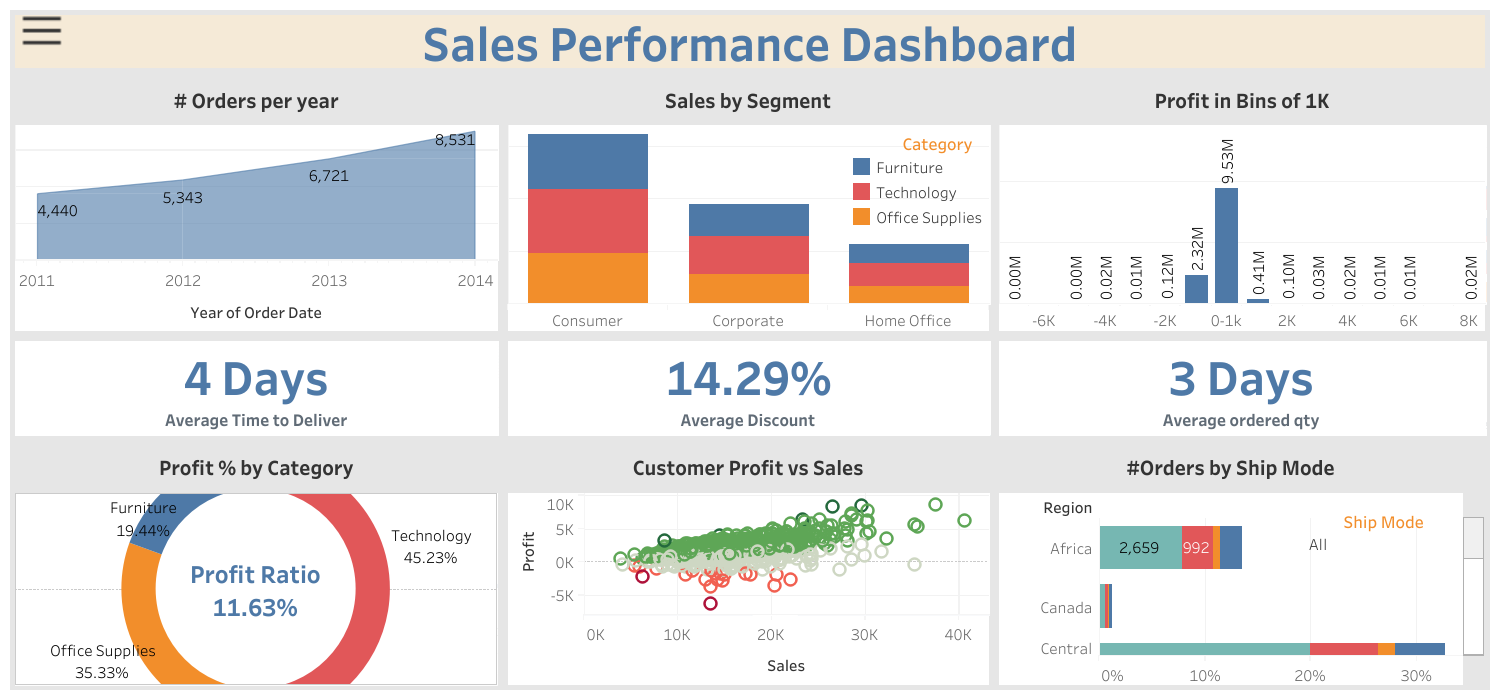 Sales Performance Dashboard
# Orders per year
8,531
6,721
5,343
4,440
2011 2012 2013 2014
Year of Order Date
Sales by Segment
Category
Furniture
Technology
Office Supplies
Consumer Corporate Home Office
Profit in Bins of 1K
0.00M 0.00M 0.02M 0.01M 0.12M 2.32M 9.53M 0.41M 0.10M 0.03M 0.02M 0.01M 0.01M 0.02M
-6K -4K -2K 0-1k 2K 4K 6K 8K
4 Days
Average Time to Deliver
14.29%
Average Discount
3 Days
Average ordered qty
Profit % by Category
Furniture
19.44%
Technology
45.23%
Profit Ratio
11.63%
Office Supplies
35.33%
Customer Profit vs Sales
Profit
10K
5K
0K
-5K
0K 10K 20K 30K 40K
Sales
#Orders by Ship Mode
Region
Ship Mode
All
Africa 2,659 992
Canada
Central
0% 10% 20% 30%